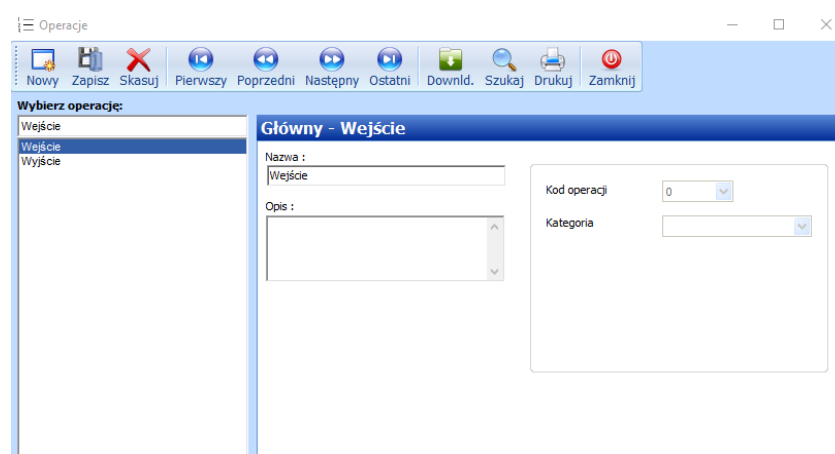 Operacje
Nowy Zapisz Skasuj Pierwszy Poprzedni Następny Ostatni Downld. Szukaj Drukuj Zamknij
Wybierz operację:
Wejście
Wejście
Wyjście
Główny - Wejście
Nazwa :
Wejście
Opis :
Kod operacji 0
Kategoria